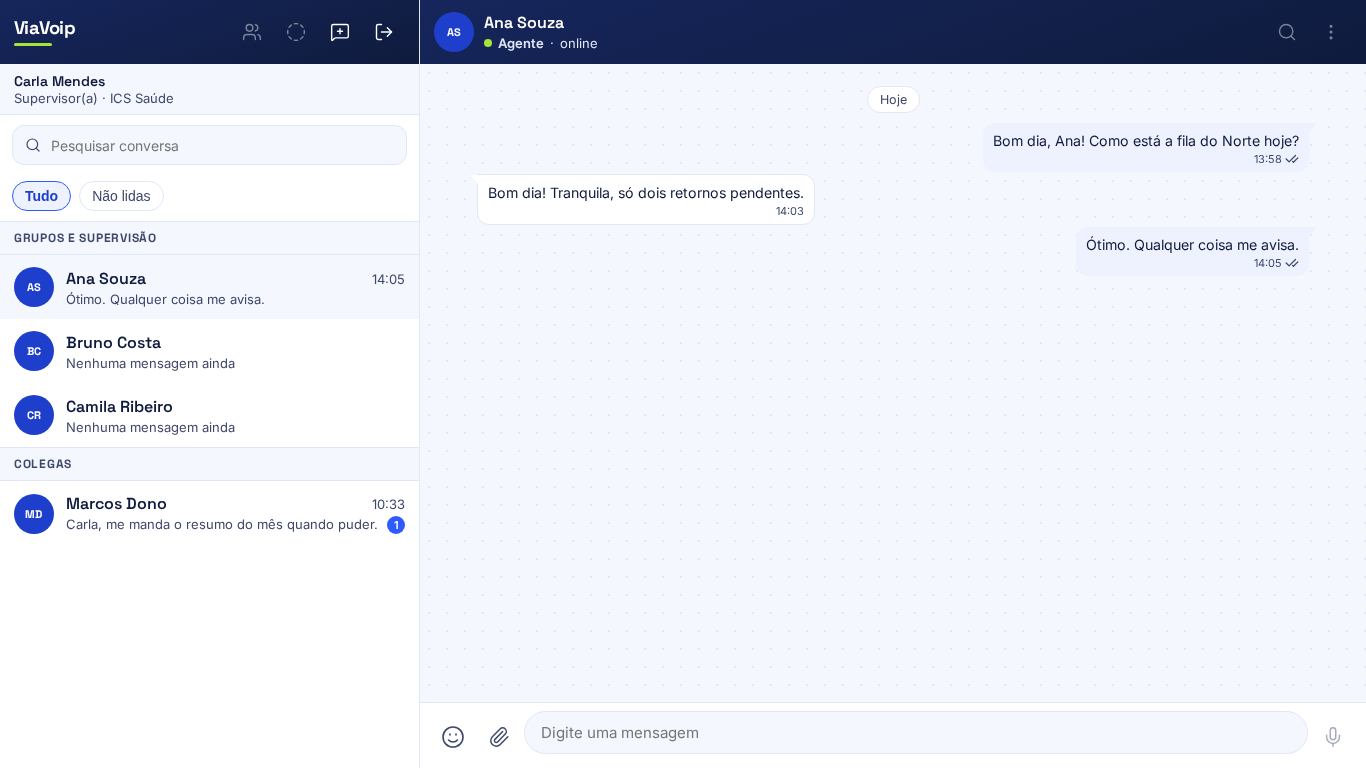 ViaVoip
Carla Mendes
Supervisor(a) · ICS Saúde
Pesquisar conversa
Tudo
Não lidas
GRUPOS E SUPERVISÃO
AS
Ana Souza
14:05
Ótimo. Qualquer coisa me avisa.
BC
Bruno Costa
Nenhuma mensagem ainda
CR
Camila Ribeiro
Nenhuma mensagem ainda
COLEGAS
MD
Marcos Dono
10:33
Carla, me manda o resumo do mês quando puder.
1
AS
Ana Souza
Agente · online
Hoje
Bom dia, Ana! Como está a fila do Norte hoje?
13:58
Bom dia! Tranquila, só dois retornos pendentes.
14:03
Ótimo. Qualquer coisa me avisa.
14:05
Digite uma mensagem